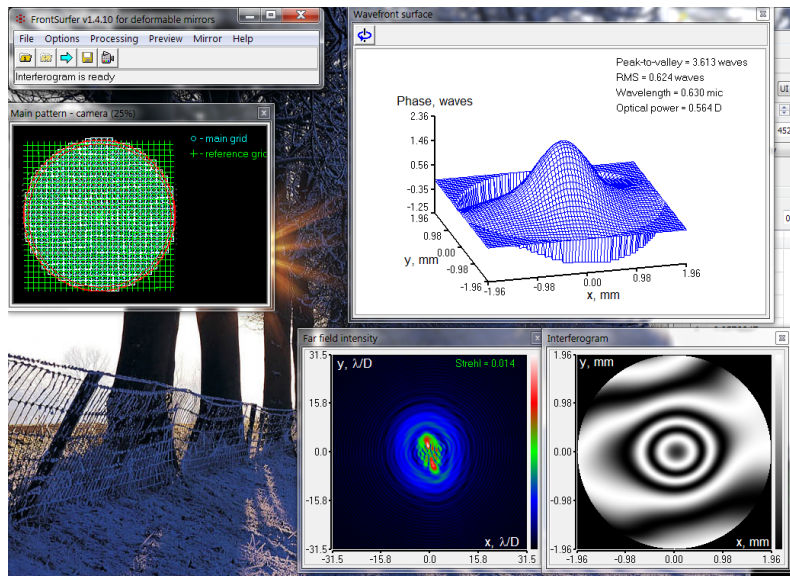 FrontSurfer v1.4.10 for deformable mirrors
File Options Processing Preview Mirror Help
Interferogram is ready
Main pattern - camera (25%)
o - main grid
+ - reference grid
Wavefront surface
Peak-to-valley = 3.613 waves
RMS = 0.624 waves
Wavelength = 0.630 mic
Optical power = 0.564 D
Phase, waves
2.36
1.46
0.56
-0.35
-1.25
1.96
0.98
0.00
-0.98
-1.96
y, mm
-1.96 -0.98 0.00 0.98 1.96
x, mm
UI
452
Far field intensity
31.5
15.8
0.0
-15.8
-31.5
y, λ/D
Strehl = 0.014
x, λ/D
-31.5 -15.8 0.0 15.8 31.5
Interferogram
1.96
0.98
0.00
-0.98
-1.96
y, mm
x, mm
-1.96 -0.98 0.00 0.98 1.96